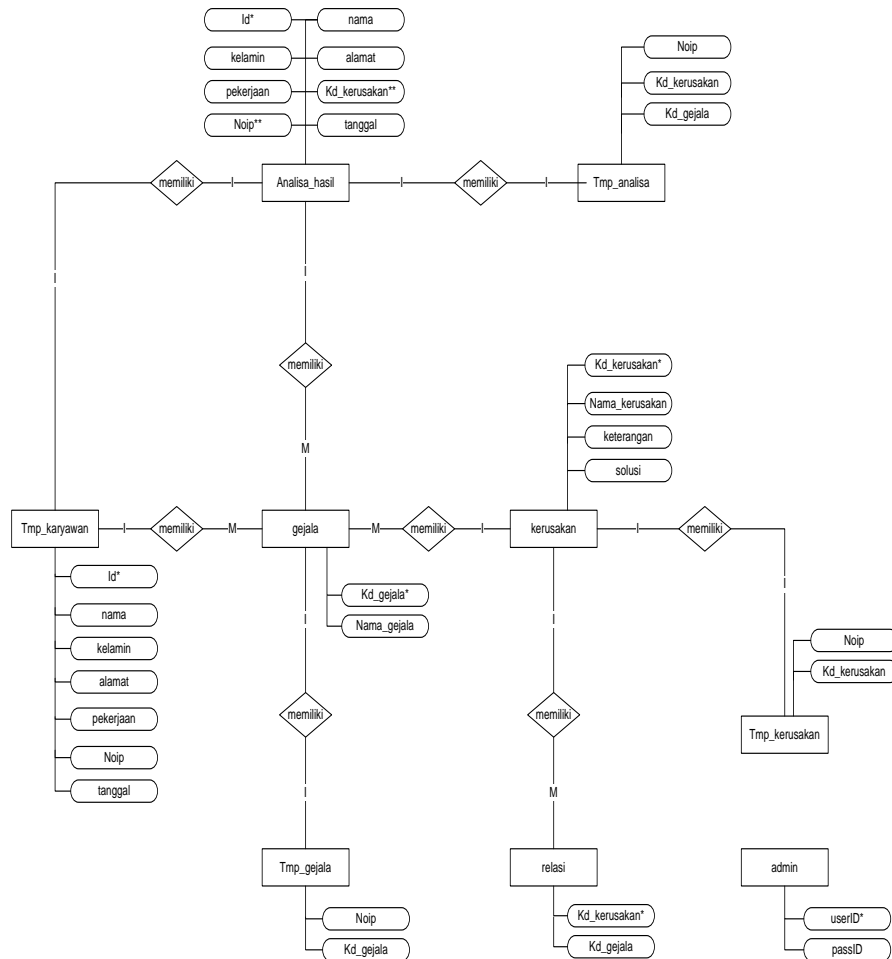 Id* nama
kelamin alamat
pekerjaan Kd_kerusakan**
Noip** tanggal
Noip
Kd_kerusakan
Kd_gejala
memiliki I Analisa_hasil I memiliki I Tmp_analisa
I I
memiliki
M
Kd_kerusakan*
Nama_kerusakan
keterangan
solusi
Tmp_karyawan I memiliki M gejala M memiliki I kerusakan I memiliki
Id*
nama
kelamin
alamat
pekerjaan
Noip
tanggal
Kd_gejala*
Nama_gejala
I I I
Noip
Kd_kerusakan
Tmp_kerusakan
memiliki memiliki
I M
Tmp_gejala relasi admin
Noip
Kd_gejala
Kd_kerusakan*
Kd_gejala
userID*
passID